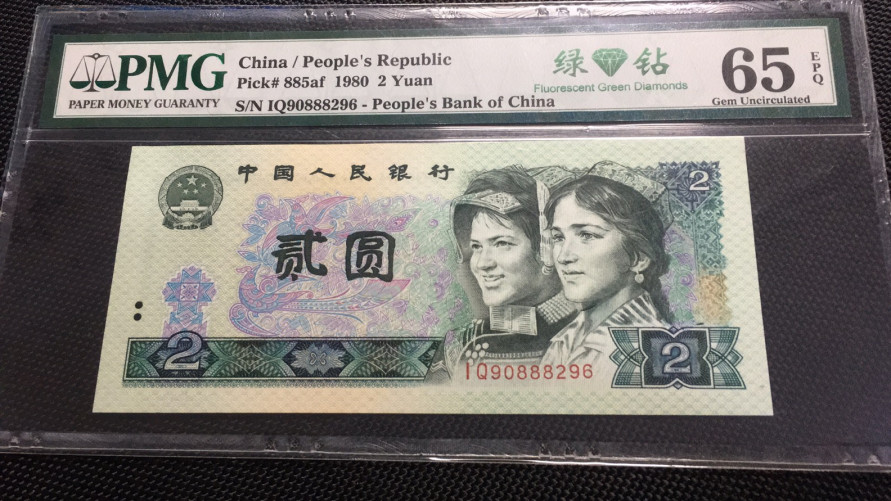 PMG
PAPER MONEY GUARANTY
China / People's Republic
Pick# 885af 1980 2 Yuan
S/N IQ90888296 - People's Bank of China
绿钻
Fluorescent Green Diamonds
65 EPQ
Gem Uncirculated
中国人民银行
2
贰圆
2
2
IQ90888296